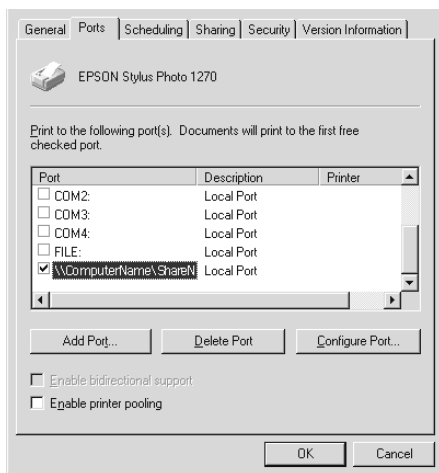 General Ports Scheduling Sharing Security Version Information
EPSON Stylus Photo 1270
Print to the following port(s). Documents will print to the first free
checked port.
Port Description Printer
COM2: Local Port
COM3: Local Port
COM4: Local Port
FILE: Local Port
\\ComputerName\ShareN Local Port
Add Port... Delete Port Configure Port...
Enable bidirectional support
Enable printer pooling
OK Cancel